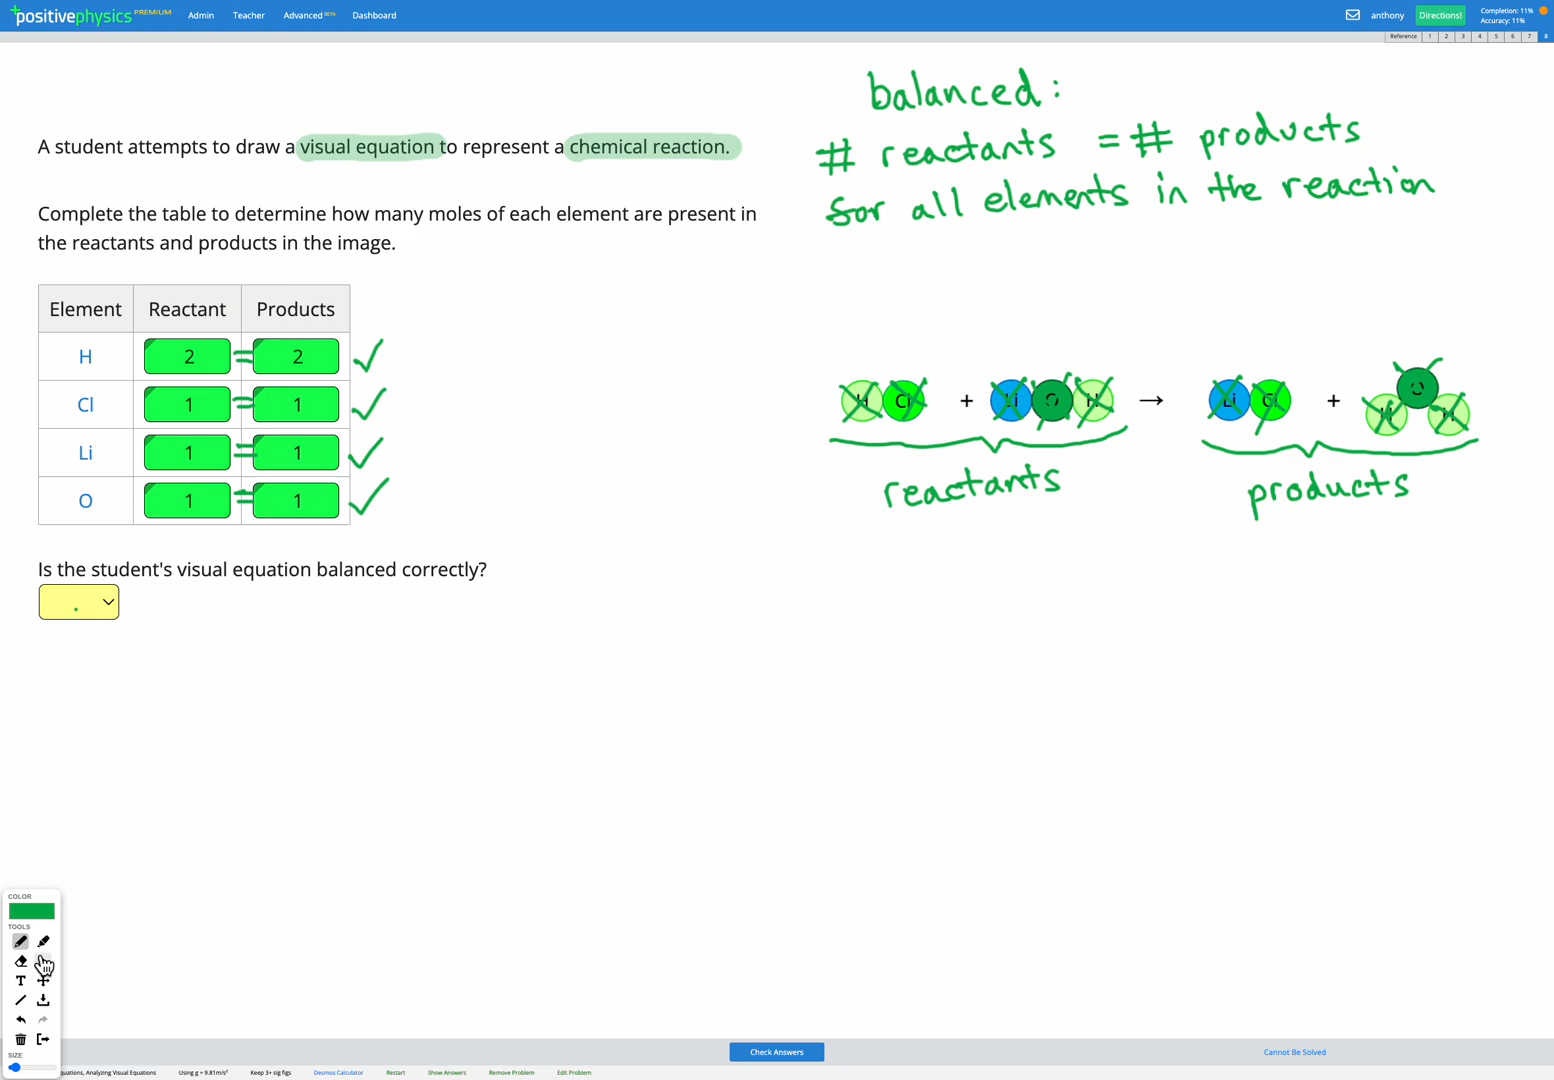 positivephysics PREMIUM Admin Teacher Advanced BETA Dashboard anthony Directions! Completion: 11%
Accuracy: 11%
Reference 1 2 3 4 5 6 7 8
balanced:
A student attempts to draw a visual equation to represent a chemical reaction.
# reactants = # products
for all elements in the reaction
Complete the table to determine how many moles of each element are present in
the reactants and products in the image.
Element Reactant Products
H 2 = 2 ✓
Cl 1 = 1 ✓
Li 1 = 1 ✓
O 1 = 1 ✓
H Cl + Li O H → Li Cl + H O H
reactants products
Is the student's visual equation balanced correctly?
COLOR
TOOLS
T
SIZE
Check Answers Cannot Be Solved
quations, Analyzing Visual Equations Using g = 9.81m/s² Keep 3+ sig figs Desmos Calculator Restart Show Answers Remove Problem Edit Problem